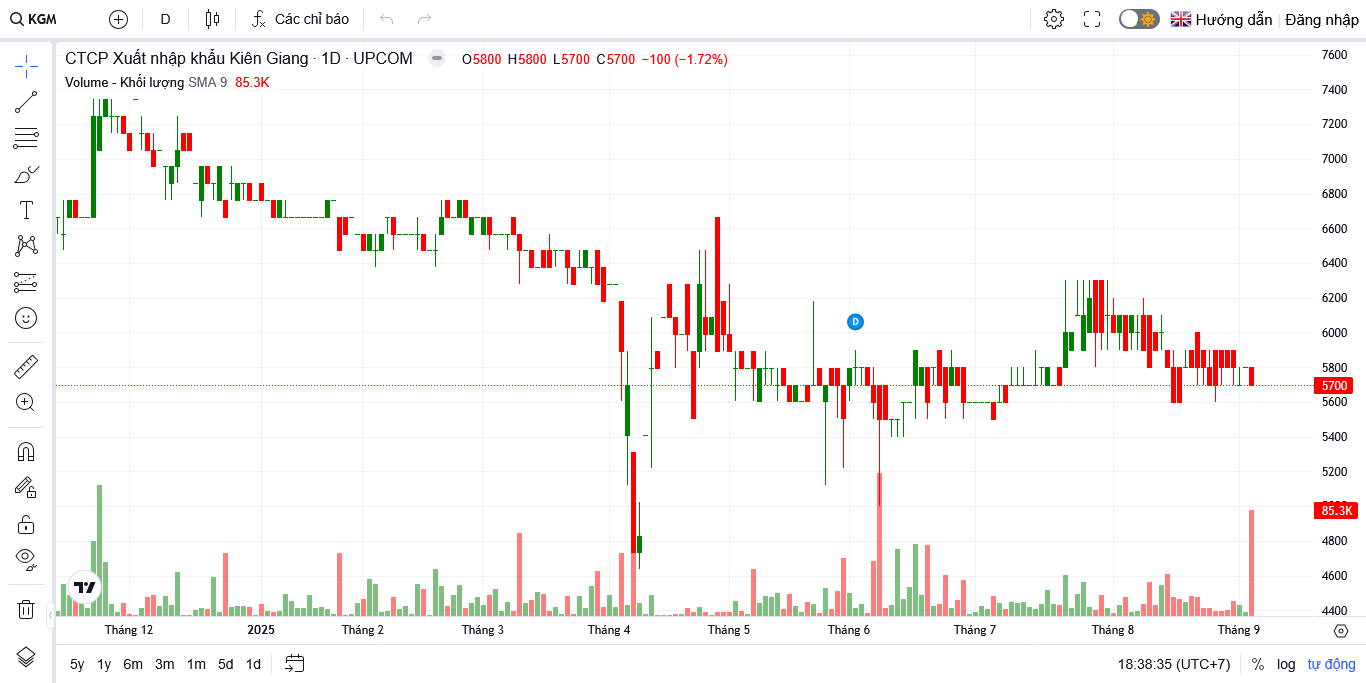 KGM D Các chỉ báo Hướng dẫn Đăng nhập
CTCP Xuất nhập khẩu Kiên Giang · 1D · UPCOM O5800 H5800 L5700 C5700 −100 (−1.72%)
Volume - Khối lượng SMA 9 85.3K
7600
7400
7200
7000
6800
6600
6400
6200
D
6000
5800
5700
5600
5400
5200
85.3K
4800
4600
4400
Tháng 12 2025 Tháng 2 Tháng 3 Tháng 4 Tháng 5 Tháng 6 Tháng 7 Tháng 8 Tháng 9
5y 1y 6m 3m 1m 5d 1d 18:38:35 (UTC+7) % log tự động